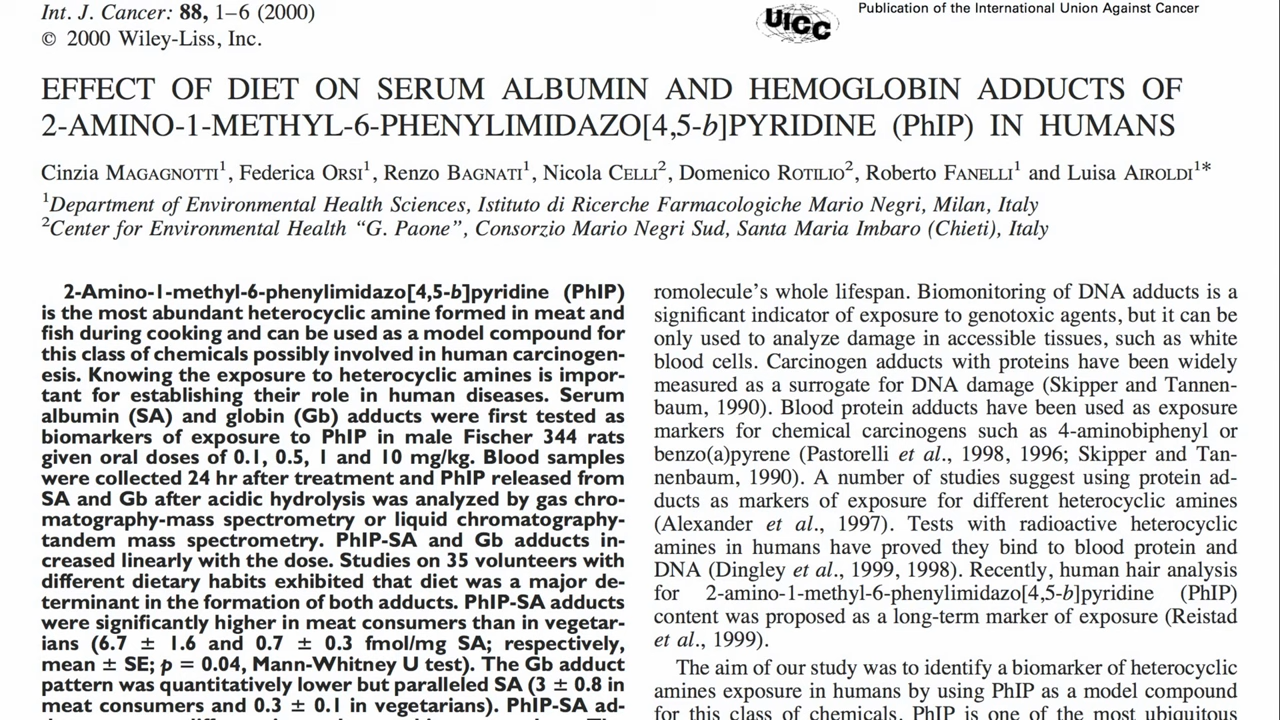 Int. J. Cancer: 88, 1–6 (2000)
© 2000 Wiley-Liss, Inc.
UICC
Publication of the International Union Against Cancer
EFFECT OF DIET ON SERUM ALBUMIN AND HEMOGLOBIN ADDUCTS OF
2-AMINO-1-METHYL-6-PHENYLIMIDAZO[4,5-b]PYRIDINE (PhIP) IN HUMANS
Cinzia MAGAGNOTTI1, Federica ORSI1, Renzo BAGNATI1, Nicola CELLI2, Domenico ROTILIO2, Roberto FANELLI1 and Luisa AIROLDI1*
1Department of Environmental Health Sciences, Istituto di Ricerche Farmacologiche Mario Negri, Milan, Italy
2Center for Environmental Health “G. Paone”, Consorzio Mario Negri Sud, Santa Maria Imbaro (Chieti), Italy
2-Amino-1-methyl-6-phenylimidazo[4,5-b]pyridine (PhIP)
is the most abundant heterocyclic amine formed in meat and
fish during cooking and can be used as a model compound for
this class of chemicals possibly involved in human carcinogen-
esis. Knowing the exposure to heterocyclic amines is impor-
tant for establishing their role in human diseases. Serum
albumin (SA) and globin (Gb) adducts were first tested as
biomarkers of exposure to PhIP in male Fischer 344 rats
given oral doses of 0.1, 0.5, 1 and 10 mg/kg. Blood samples
were collected 24 hr after treatment and PhIP released from
SA and Gb after acidic hydrolysis was analyzed by gas chro-
matography-mass spectrometry or liquid chromatography-
tandem mass spectrometry. PhIP-SA and Gb adducts in-
creased linearly with the dose. Studies on 35 volunteers with
different dietary habits exhibited that diet was a major de-
terminant in the formation of both adducts. PhIP-SA adducts
were significantly higher in meat consumers than in vegetar-
ians (6.7 ± 1.6 and 0.7 ± 0.3 fmol/mg SA; respectively,
mean ± SE; p = 0.04, Mann-Whitney U test). The Gb adduct
pattern was quantitatively lower but paralleled SA (3 ± 0.8 in
meat consumers and 0.3 ± 0.1 in vegetarians). PhIP-SA ad-
romolecule’s whole lifespan. Biomonitoring of DNA adducts is a
significant indicator of exposure to genotoxic agents, but it can be
only used to analyze damage in accessible tissues, such as white
blood cells. Carcinogen adducts with proteins have been widely
measured as a surrogate for DNA damage (Skipper and Tannen-
baum, 1990). Blood protein adducts have been used as exposure
markers for chemical carcinogens such as 4-aminobiphenyl or
benzo(a)pyrene (Pastorelli et al., 1998, 1996; Skipper and Tan-
nenbaum, 1990). A number of studies suggest using protein ad-
ducts as markers of exposure for different heterocyclic amines
(Alexander et al., 1997). Tests with radioactive heterocyclic
amines in humans have proved they bind to blood protein and
DNA (Dingley et al., 1999, 1998). Recently, human hair analysis
for 2-amino-1-methyl-6-phenylimidazo[4,5-b]pyridine (PhIP)
content was proposed as a long-term marker of exposure (Reistad
et al., 1999).
The aim of our study was to identify a biomarker of heterocyclic
amines exposure in humans by using PhIP as a model compound
for this class of chemicals. PhIP is one of the most ubiquitous